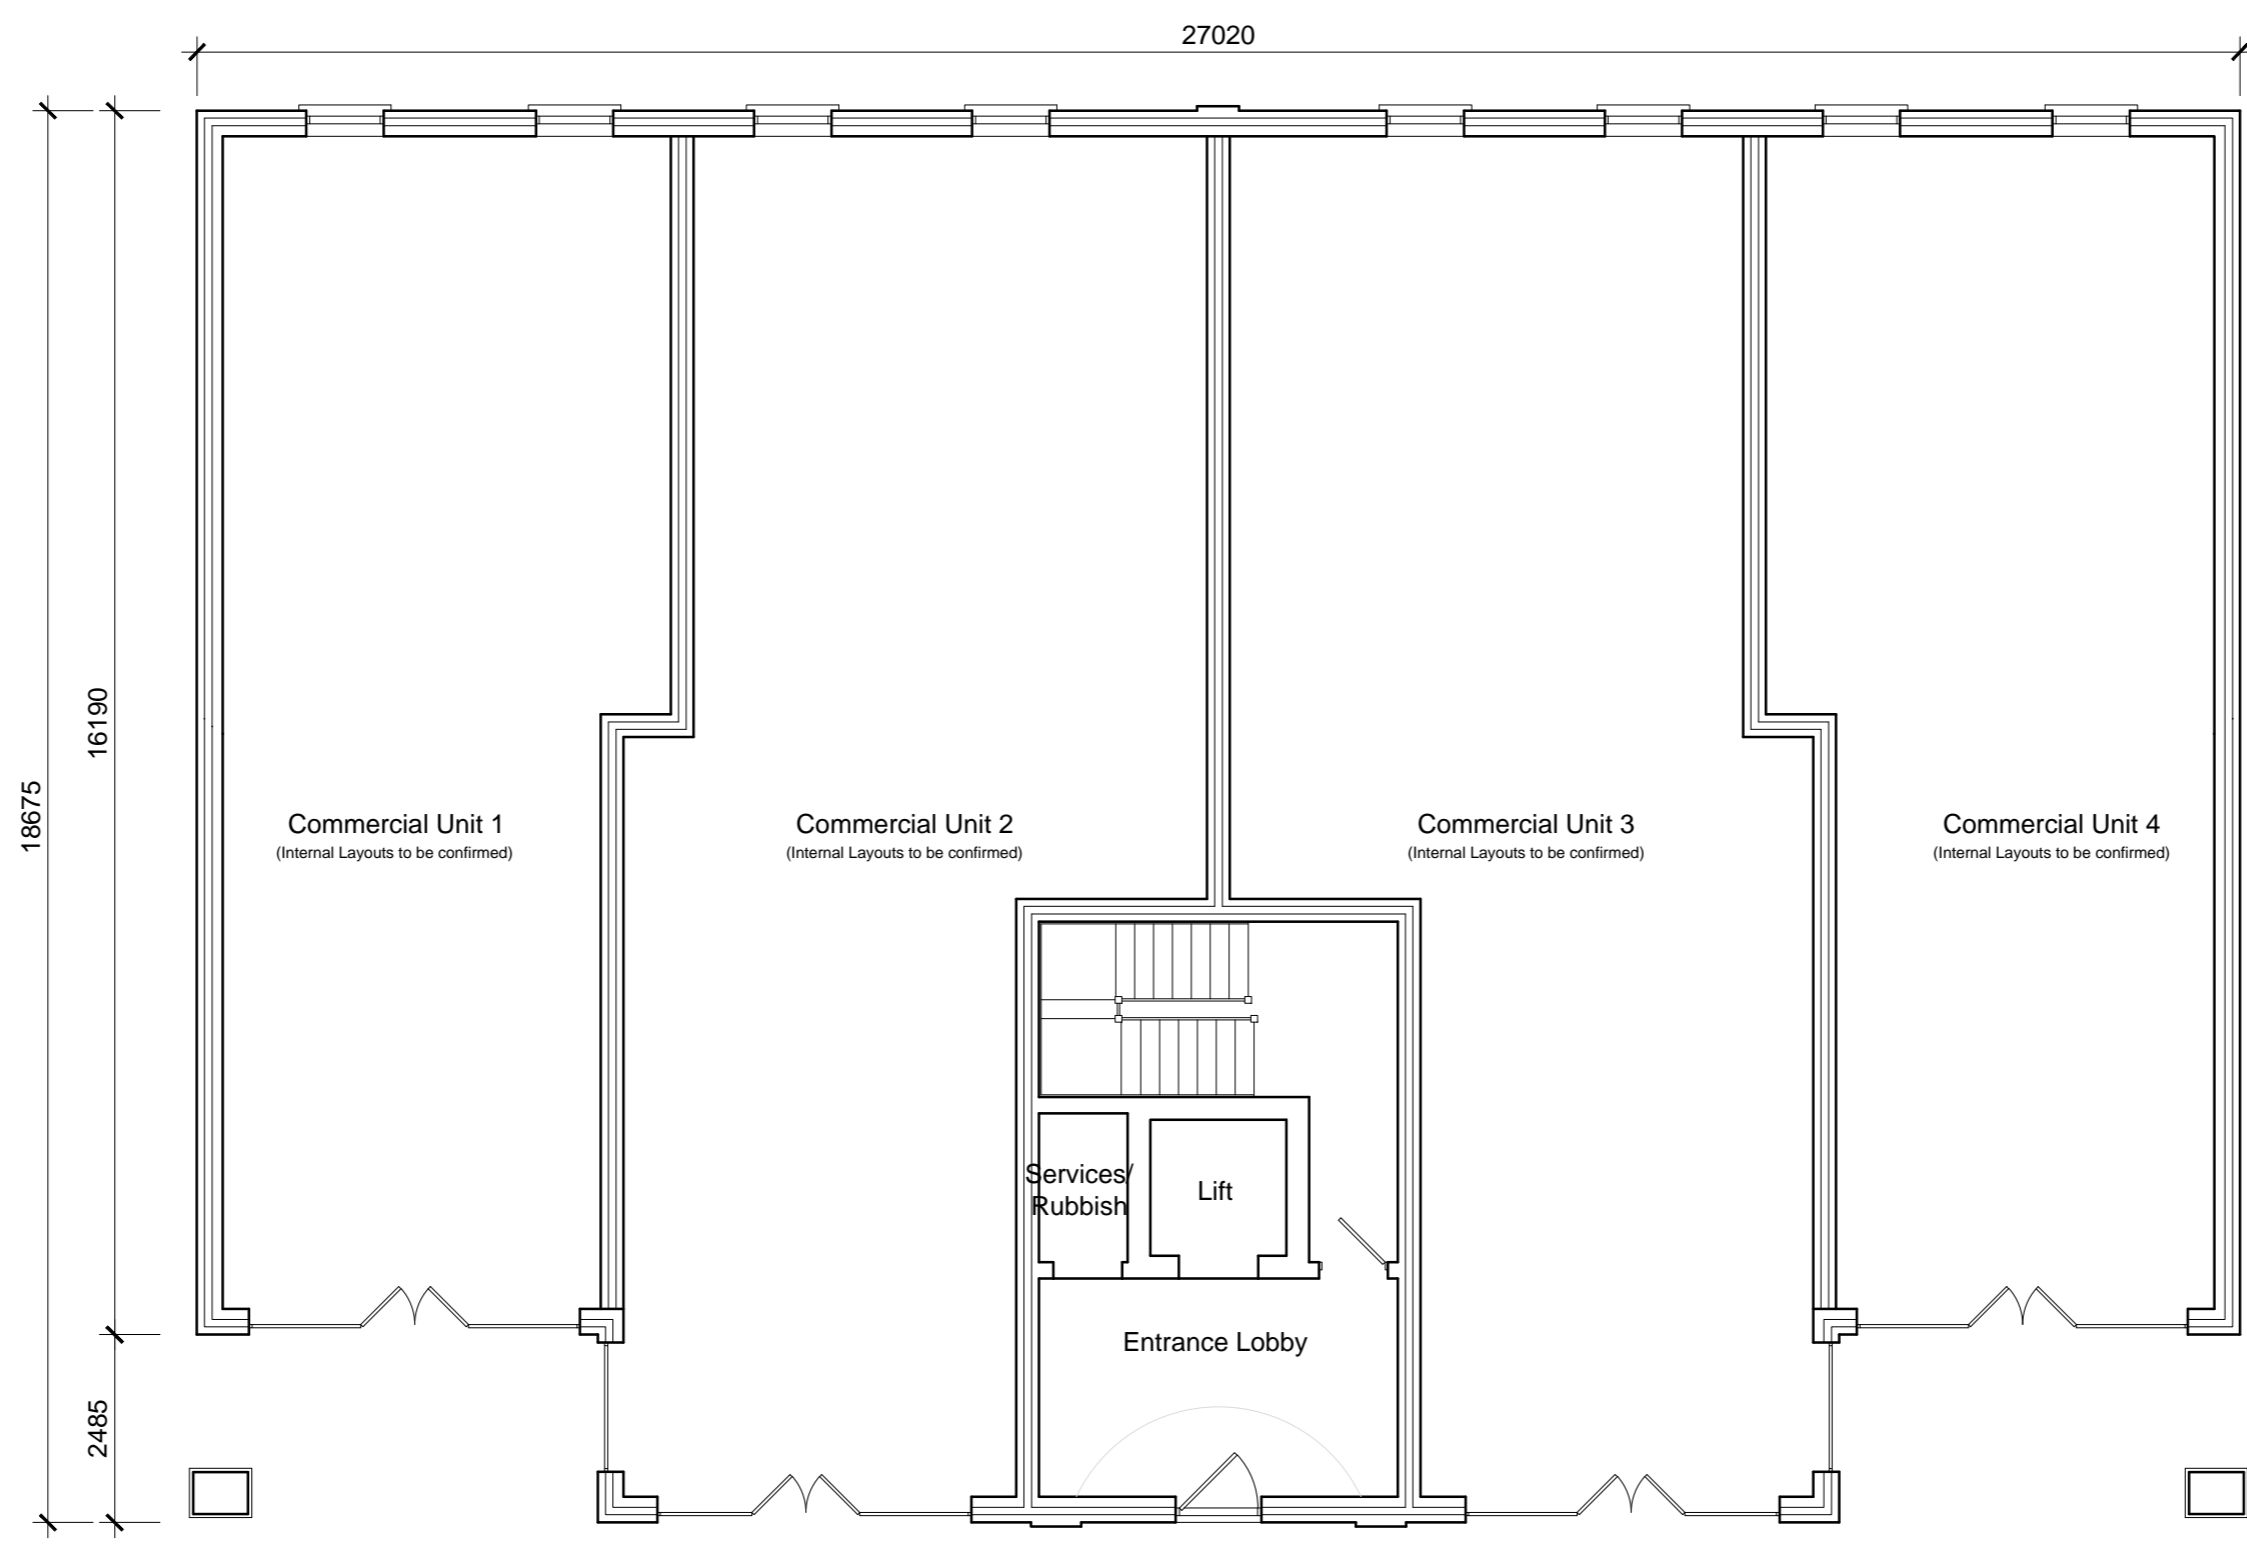 27020
18675
16190
2485
Commercial Unit 1
(Internal Layouts to be confirmed)
Commercial Unit 2
(Internal Layouts to be confirmed)
Commercial Unit 3
(Internal Layouts to be confirmed)
Commercial Unit 4
(Internal Layouts to be confirmed)
Services/
Rubbish
Lift
Entrance Lobby